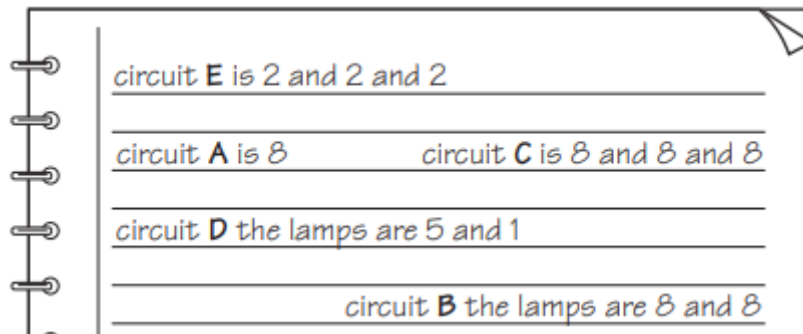 circuit E is 2 and 2 and 2
circuit A is 8 circuit C is 8 and 8 and 8
circuit D the lamps are 5 and 1
circuit B the lamps are 8 and 8